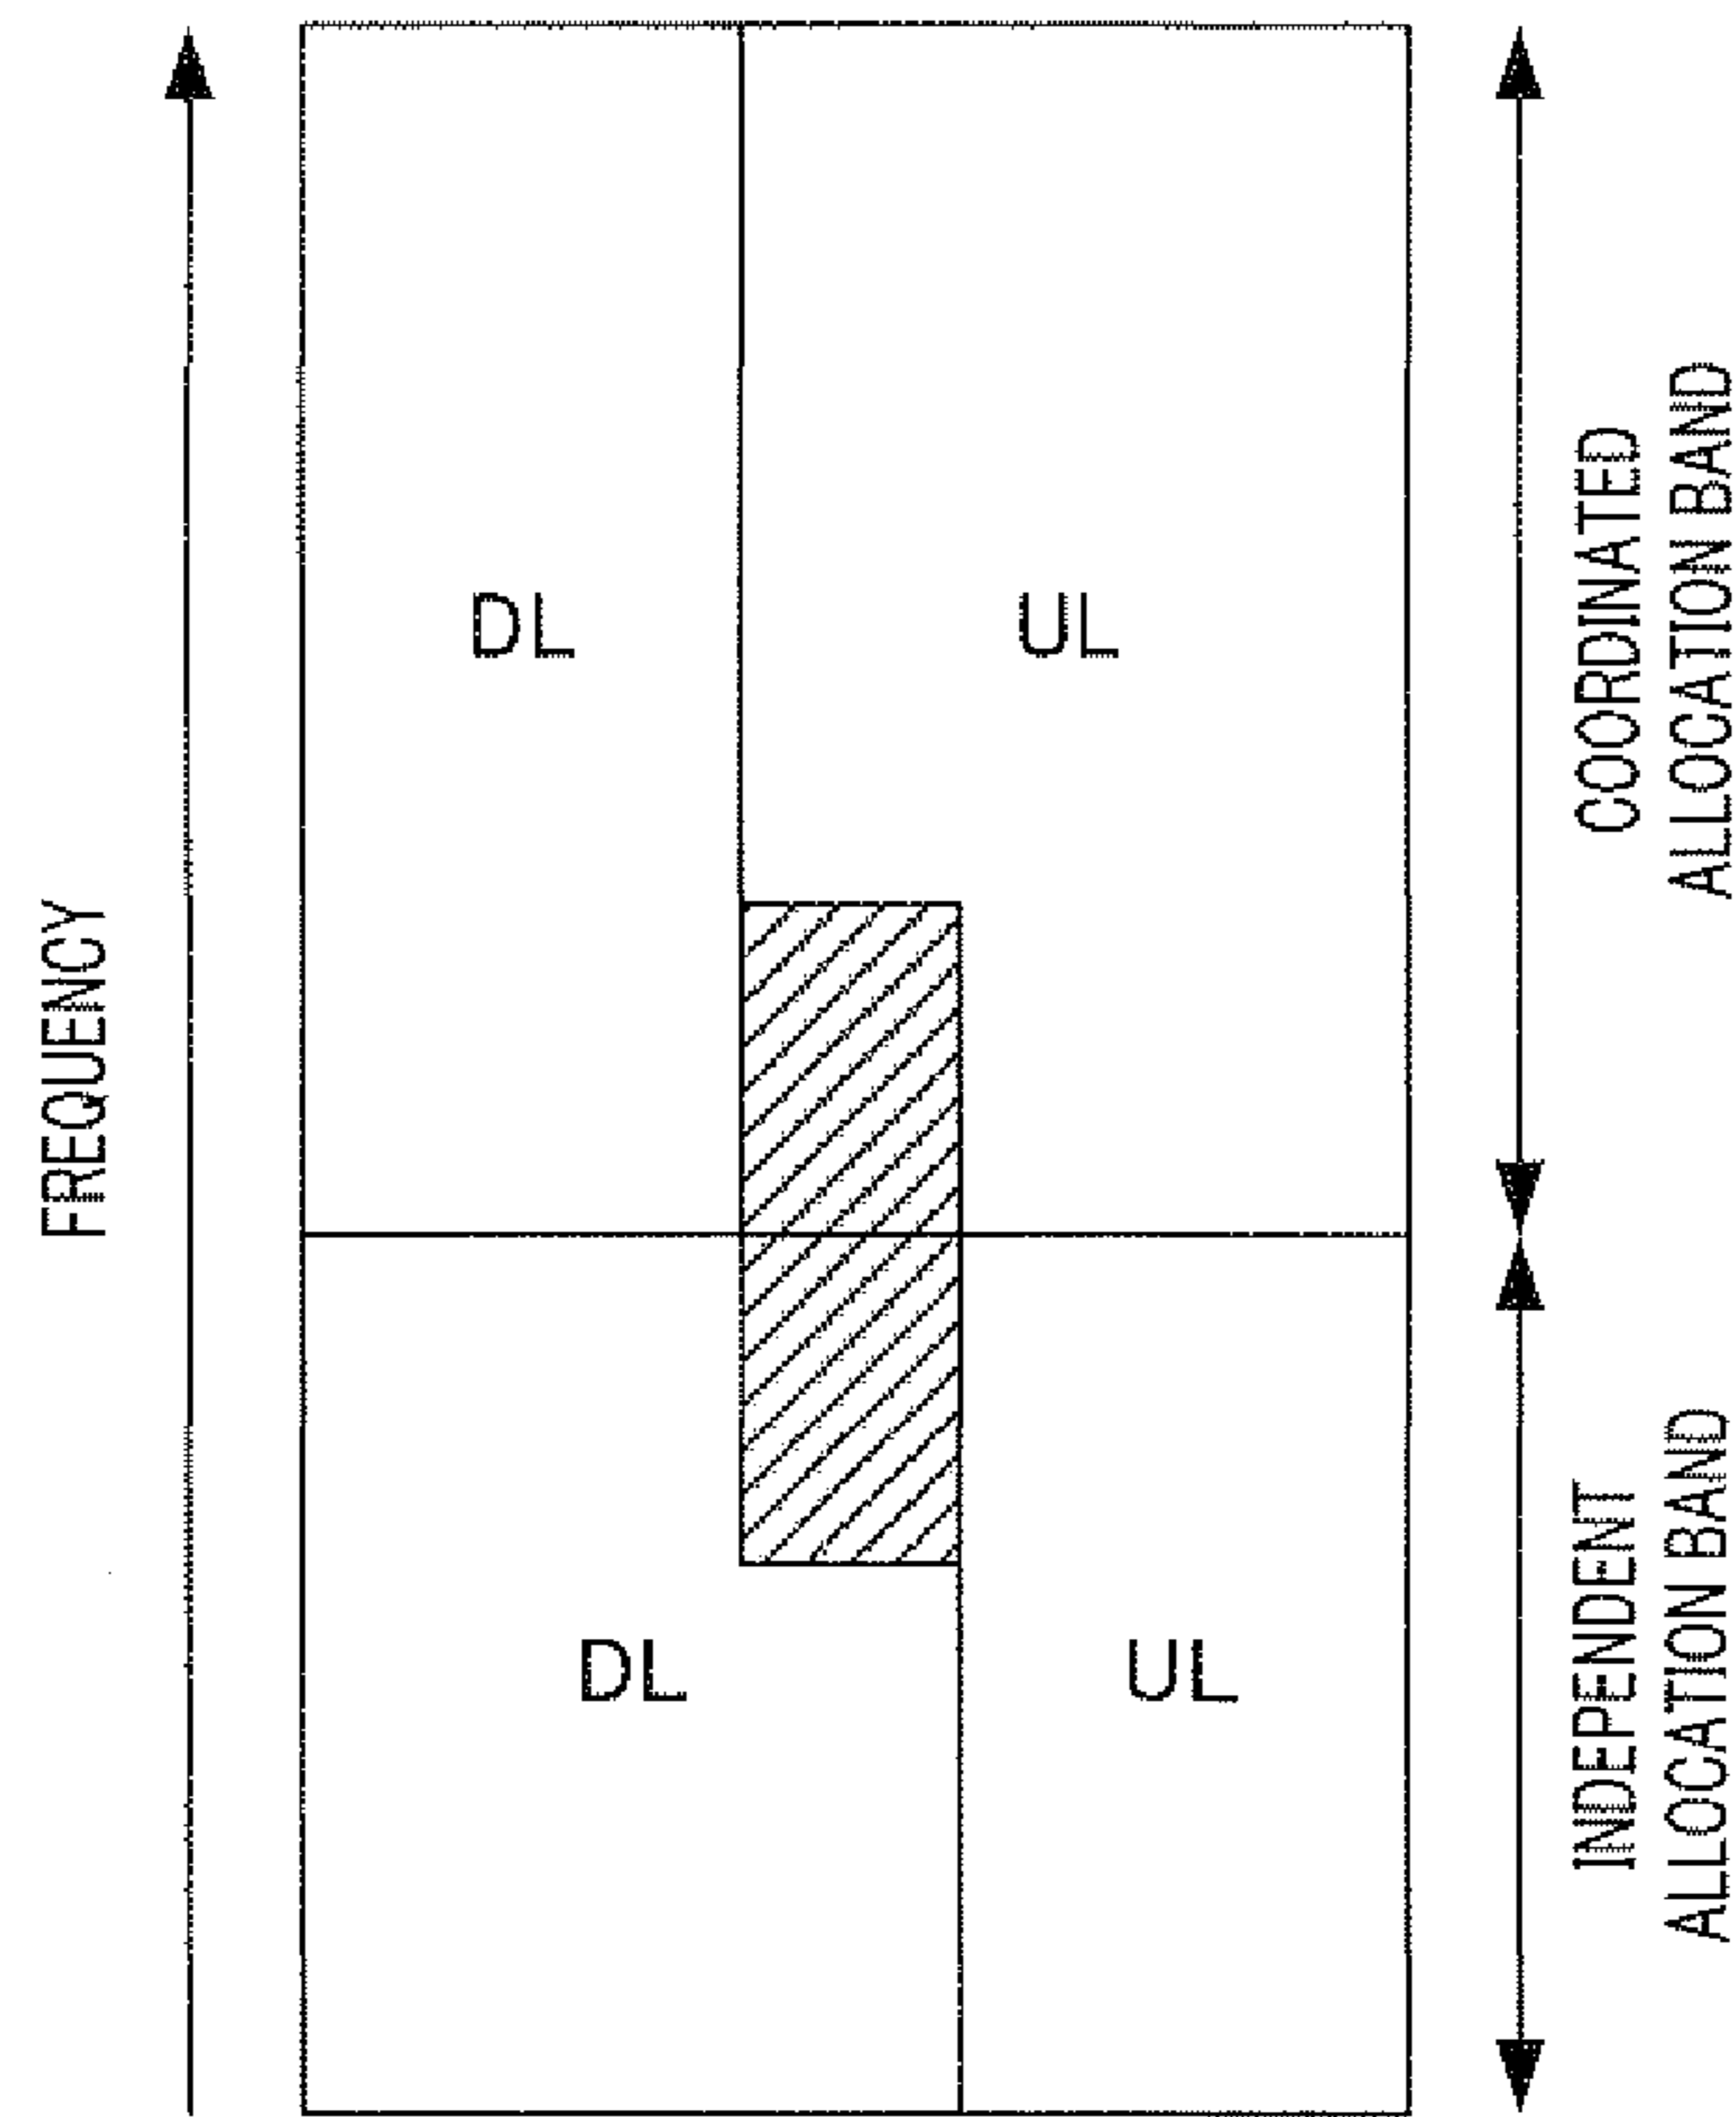 FREQUENCY
DL
UL
COORDINATED
ALLOCATION BAND
DL
UL
INDEPENDENT
ALLOCATION BAND